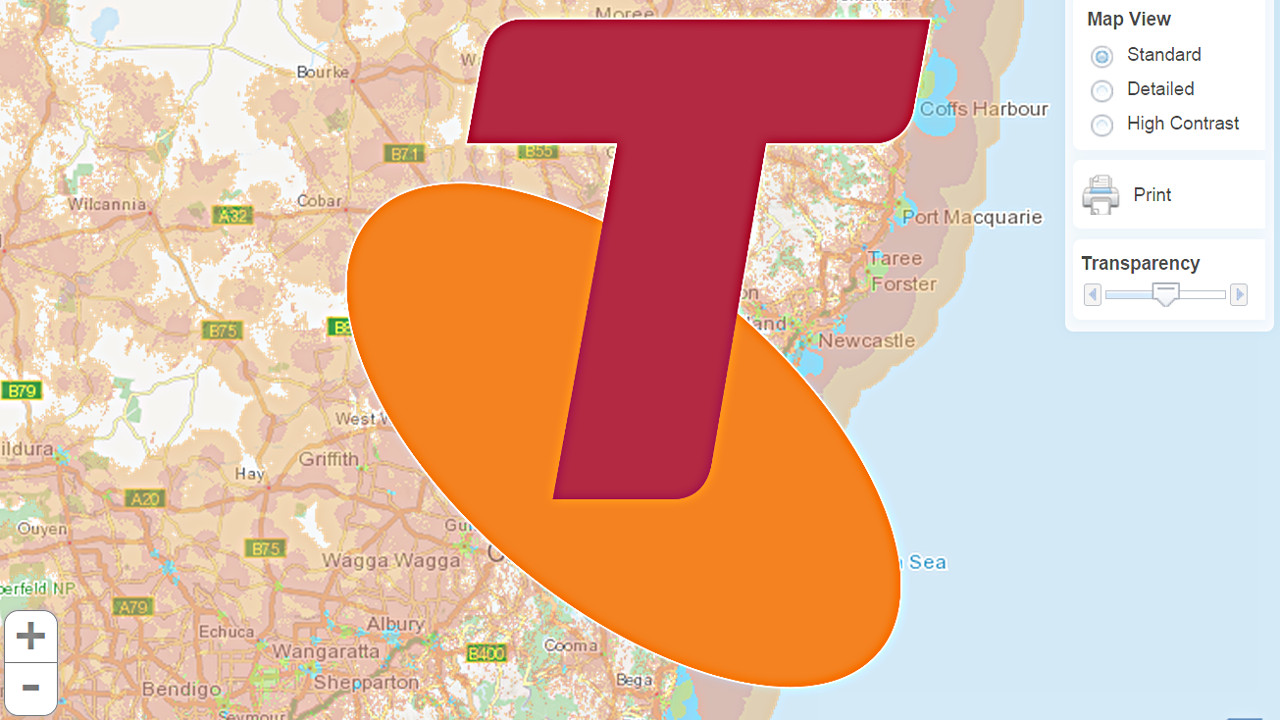 Moree
Map View
Standard
Bourke
Detailed
Coffs Harbour
High Contrast
B71
B55
Print
Wilcannia
Cobar
A32
Port Macquarie
Taree
Transparency
Forster
B75
Newcastle
B79
West
Griffith
Hay
A20
Ouyen
B75
Wagga Wagga
Sea
NP
A79
Albury
Echuca
Cooma
Wangaratta
B400
Shepparton
Bega
Bendigo
Seymour